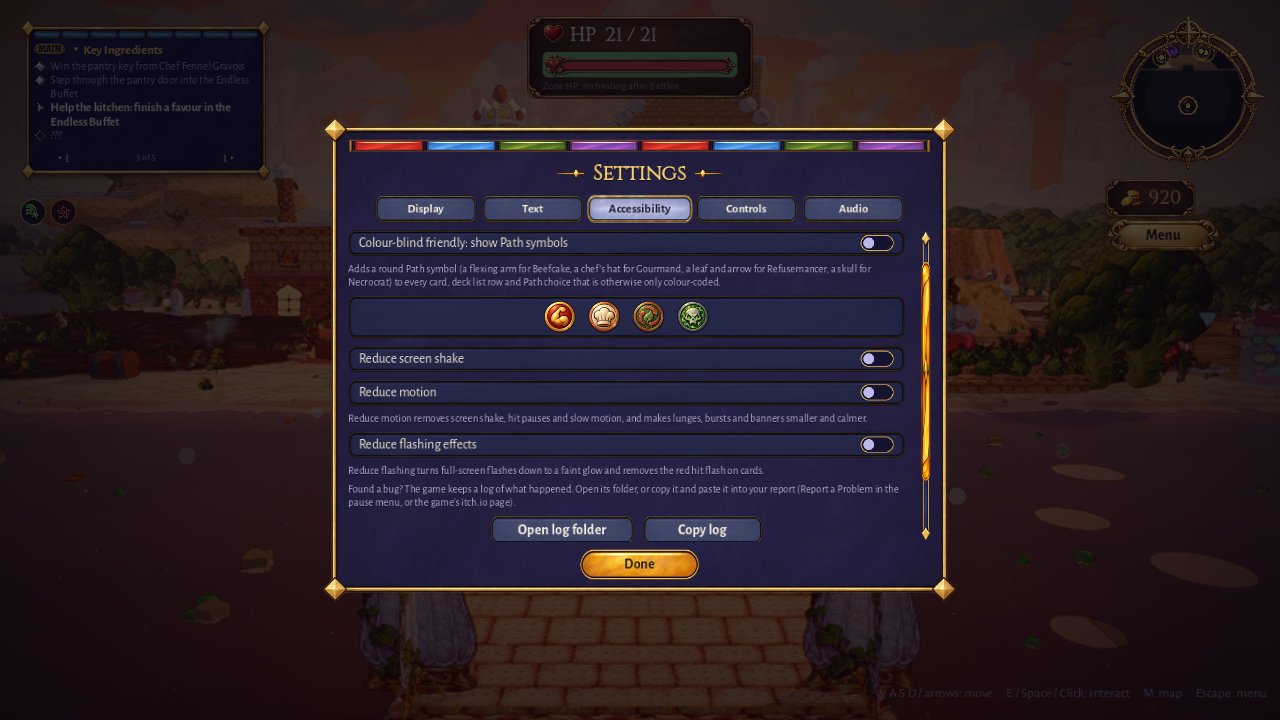 MAIN ▼ Key Ingredients
Win the pantry key from Chef Fennel Gravois
Step through the pantry door into the Endless
Buffet
Help the kitchen: finish a favour in the
Endless Buffet
???
3 of 5
HP 21 / 21
Zone HP: no healing after battles.
920
Menu
SETTINGS
Display
Text
Accessibility
Controls
Audio
Colour-blind friendly: show Path symbols
Adds a round Path symbol (a flexing arm for Beefcake, a chef's hat for Gourmand, a leaf and arrow for Refusemancer, a skull for
Necrocrat) to every card, deck list row and Path choice that is otherwise only colour-coded.
Reduce screen shake
Reduce motion
Reduce motion removes screen shake, hit pauses and slow motion, and makes lunges, bursts and banners smaller and calmer.
Reduce flashing effects
Reduce flashing turns full-screen flashes down to a faint glow and removes the red hit flash on cards.
Found a bug? The game keeps a log of what happened. Open its folder, or copy it and paste it into your report (Report a Problem in the
pause menu, or the game's itch.io page).
Open log folder
Copy log
Done
W A S D / arrows: move E / Space / Click: interact M: map Escape: menu